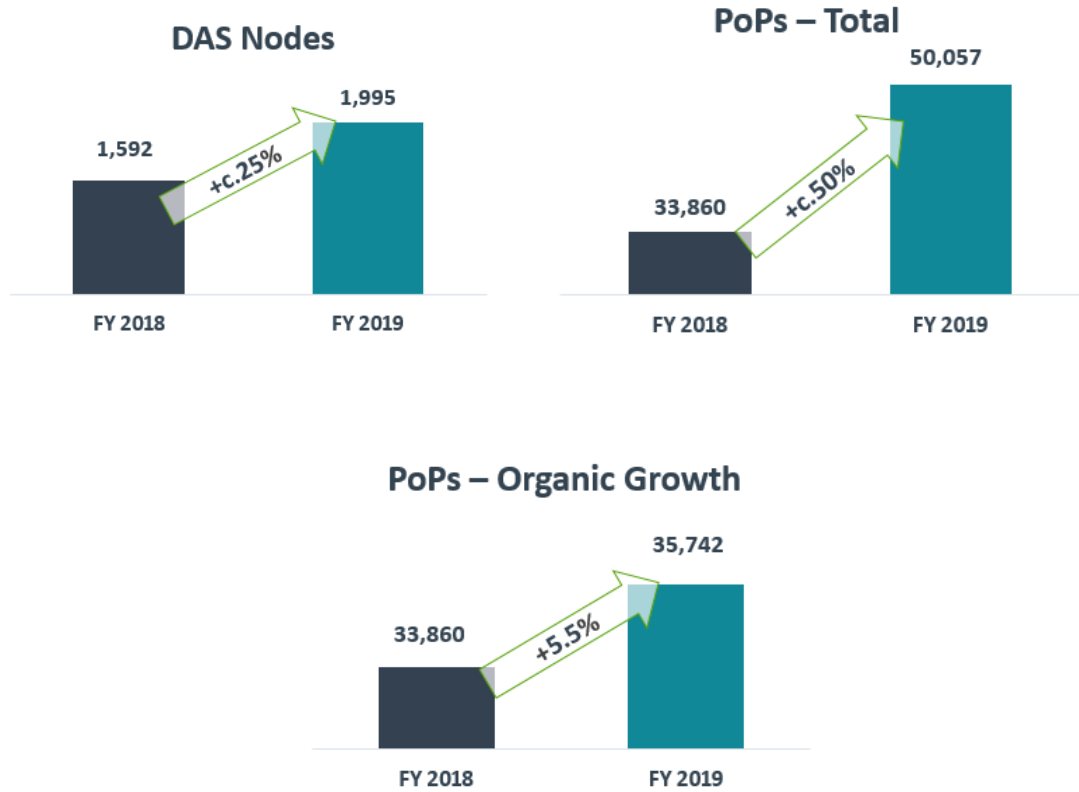 DAS Nodes
1,592
1,995
+c.25%
FY 2018
FY 2019
PoPs – Total
33,860
50,057
+c.50%
FY 2018
FY 2019
PoPs – Organic Growth
33,860
35,742
+5.5%
FY 2018
FY 2019